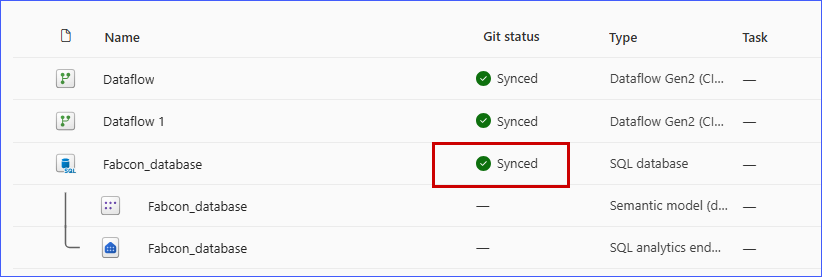 Name Git status Type Task
Dataflow Synced Dataflow Gen2 (CI... —
Dataflow 1 Synced Dataflow Gen2 (CI... —
SQL Fabcon_database Synced SQL database —
Fabcon_database — Semantic model (d... —
Fabcon_database — SQL analytics end... —